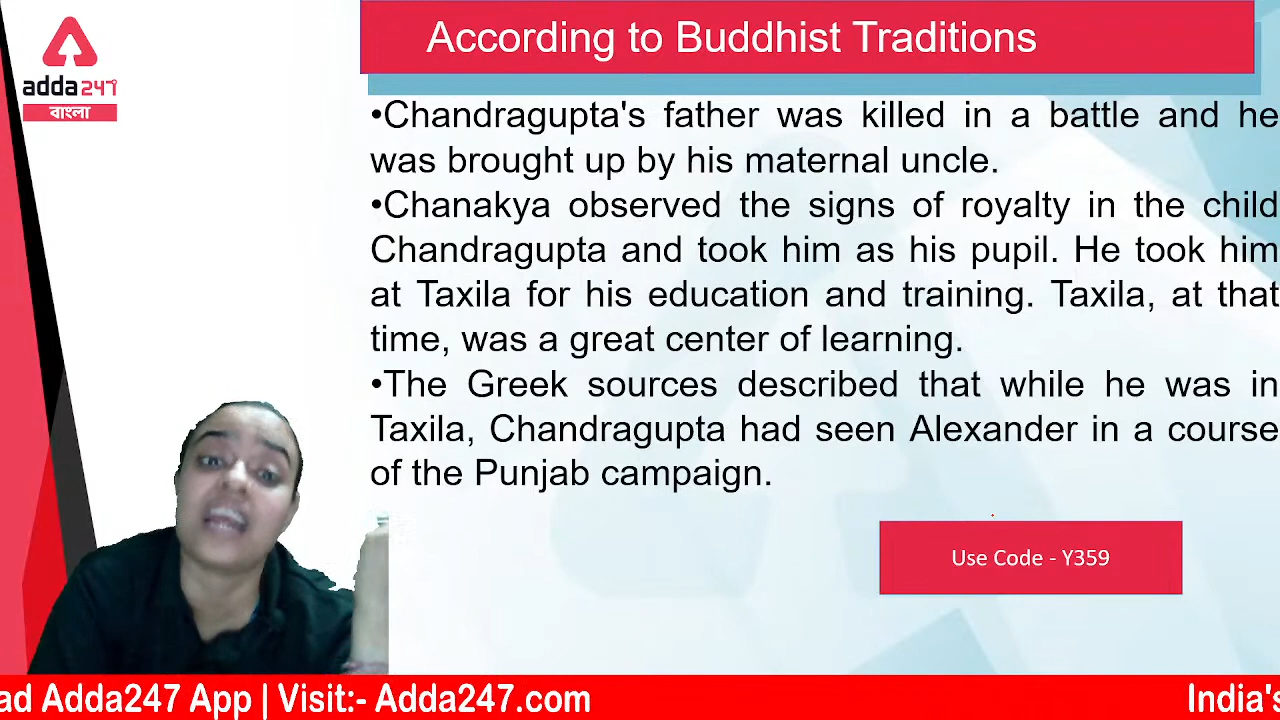 According to Buddhist Traditions
adda247
বাংলা
•Chandragupta's father was killed in a battle and he
was brought up by his maternal uncle.
•Chanakya observed the signs of royalty in the child
Chandragupta and took him as his pupil. He took him
at Taxila for his education and training. Taxila, at that
time, was a great center of learning.
•The Greek sources described that while he was in
Taxila, Chandragupta had seen Alexander in a course
of the Punjab campaign.
Use Code - Y359
ad Adda247 App | Visit:- Adda247.com India's